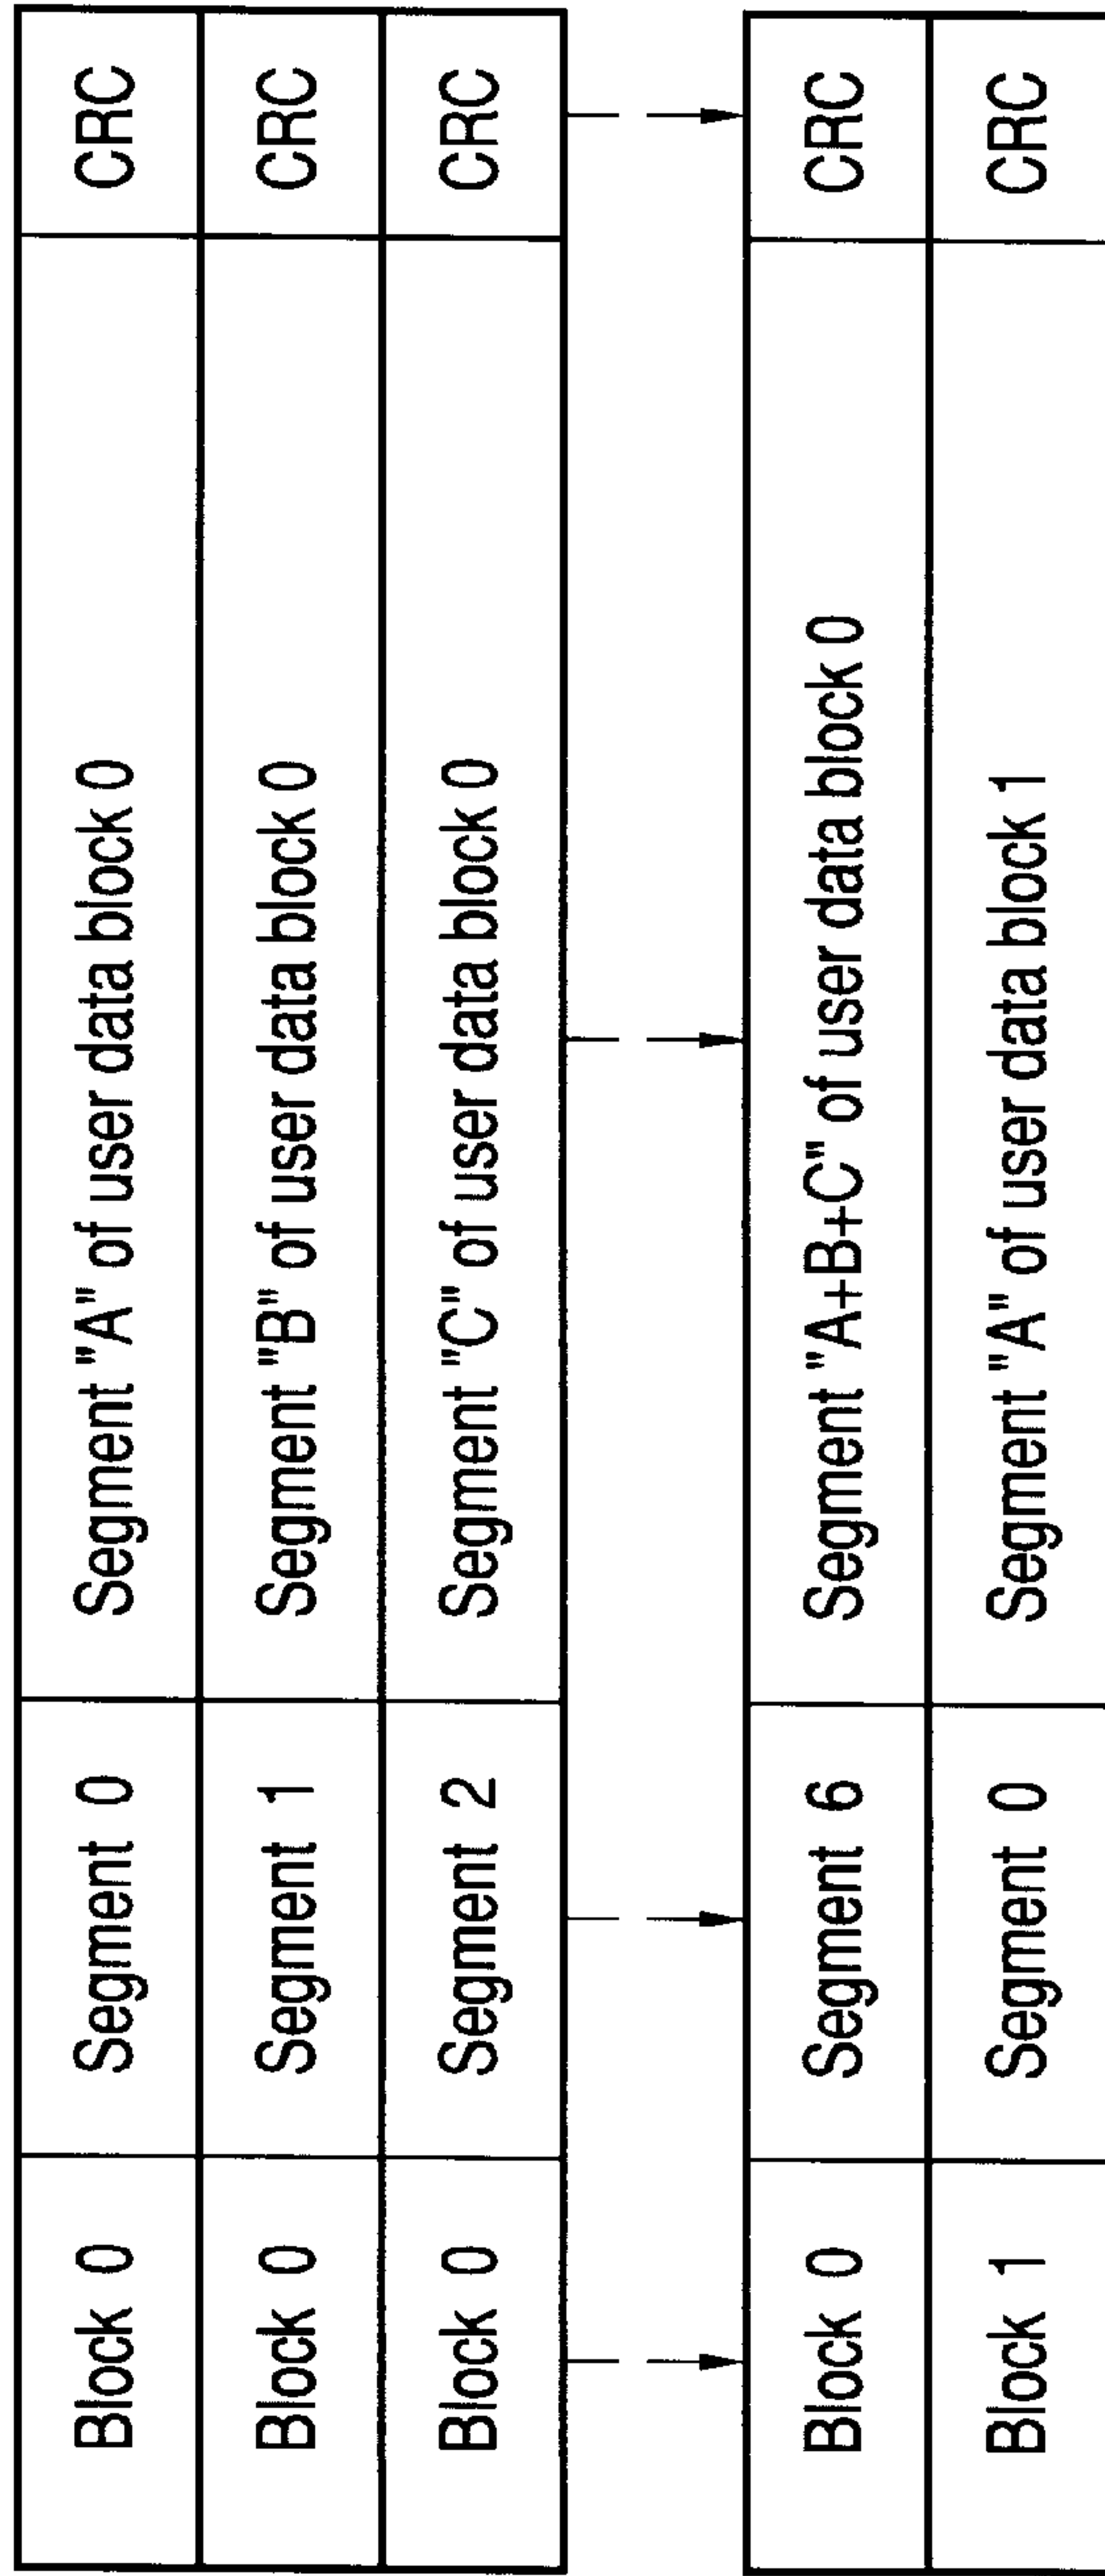 Block 0 Segment 0 Segment "A" of user data block 0 CRC
Block 0 Segment 1 Segment "B" of user data block 0 CRC
Block 0 Segment 2 Segment "C" of user data block 0 CRC
Block 0 Segment 6 Segment "A+B+C" of user data block 0 CRC
Block 1 Segment 0 Segment "A" of user data block 1 CRC